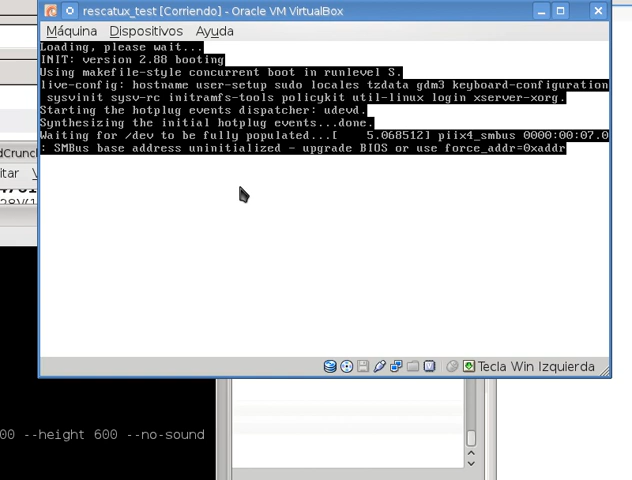 rescatux_test [Corriendo] - Oracle VM VirtualBox
Máquina Dispositivos Ayuda
Loading, please wait...
INIT: version 2.88 booting
Using makefile-style concurrent boot in runlevel S.
live-config: hostname user-setup sudo locales tzdata gdm3 keyboard-configuration
sysvinit sysv-rc initramfs-tools policykit util-linux login xserver-xorg.
Starting the hotplug events dispatcher: udevd.
Synthesizing the initial hotplug events...done.
Waiting for /dev to be fully populated...[ 5.068512] piix4_smbus 0000:00:07.0
: SMBus base address uninitialized - upgrade BIOS or use force_addr=0xaddr
dCrunch
itar
Tecla Win Izquierda
00 --height 600 --no-sound